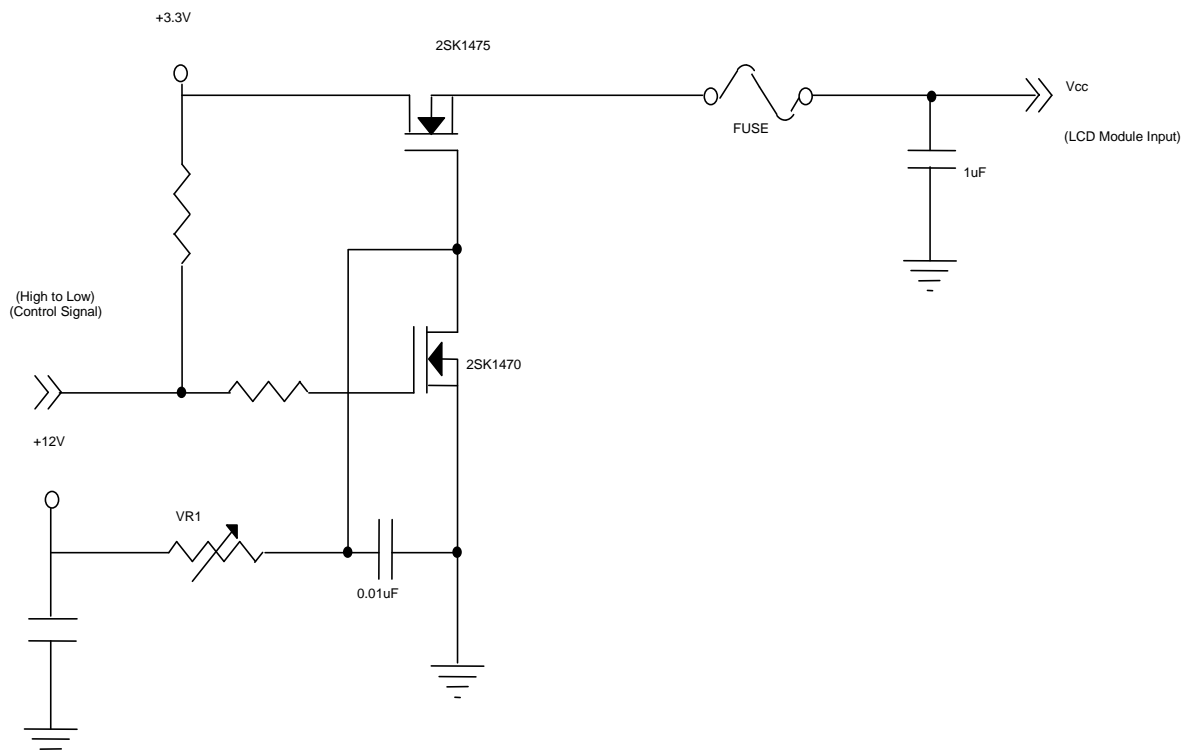 +3.3V
2SK1475
FUSE
Vcc
(LCD Module Input)
1uF
(High to Low)
(Control Signal)
2SK1470
+12V
VR1
0.01uF